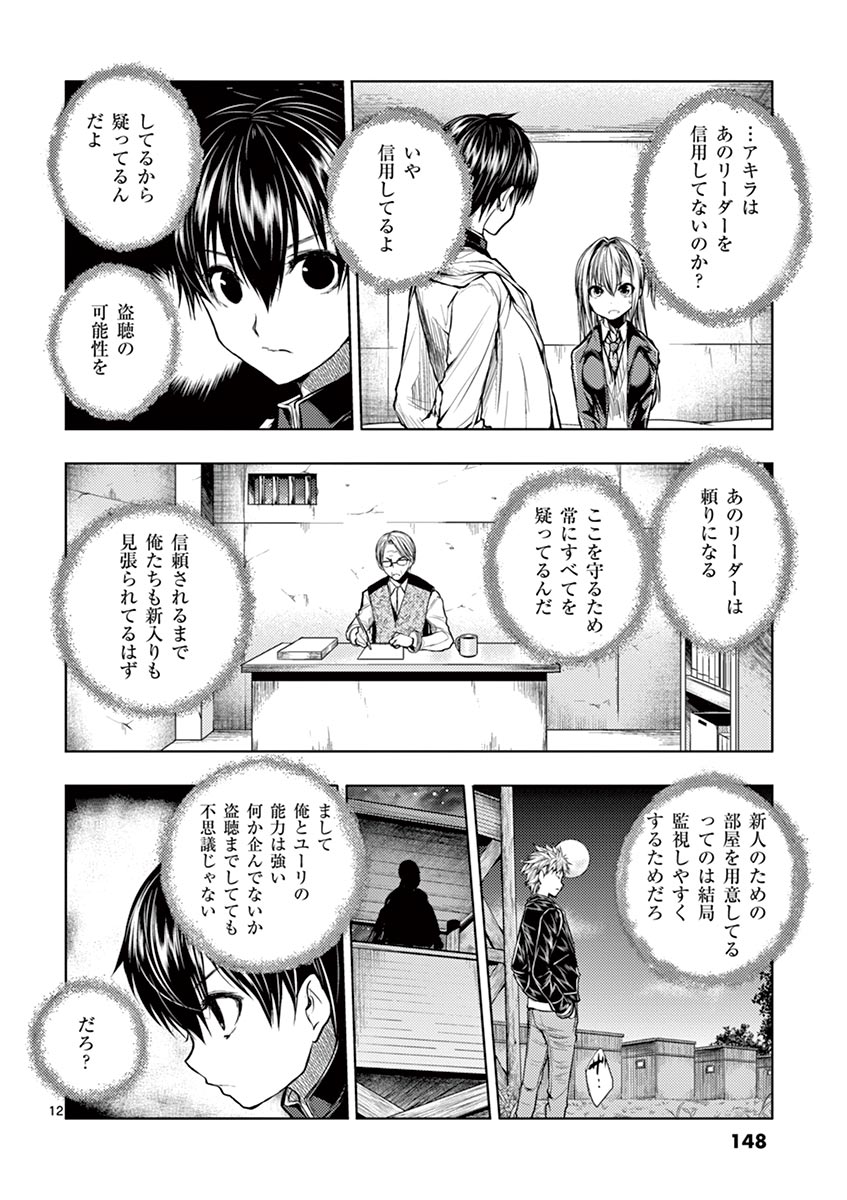 …アキラは
あのリーダーを
信用してないのか?
いや
信用してるよ
してるから
疑ってるん
だよ
盗聴の
可能性を
あのリーダーは
頼りになる
ここを守るため
常にすべてを
疑ってるんだ
信頼されるまで
俺たちも新入りも
見張られてるはず
新人のための
部屋を用意してる
ってのは結局
監視しやすく
するためだろ
…
まして
俺とユーリの
能力は強い
何か企んでないか
盗聴までしてても
不思議じゃない
だろ?
12
148